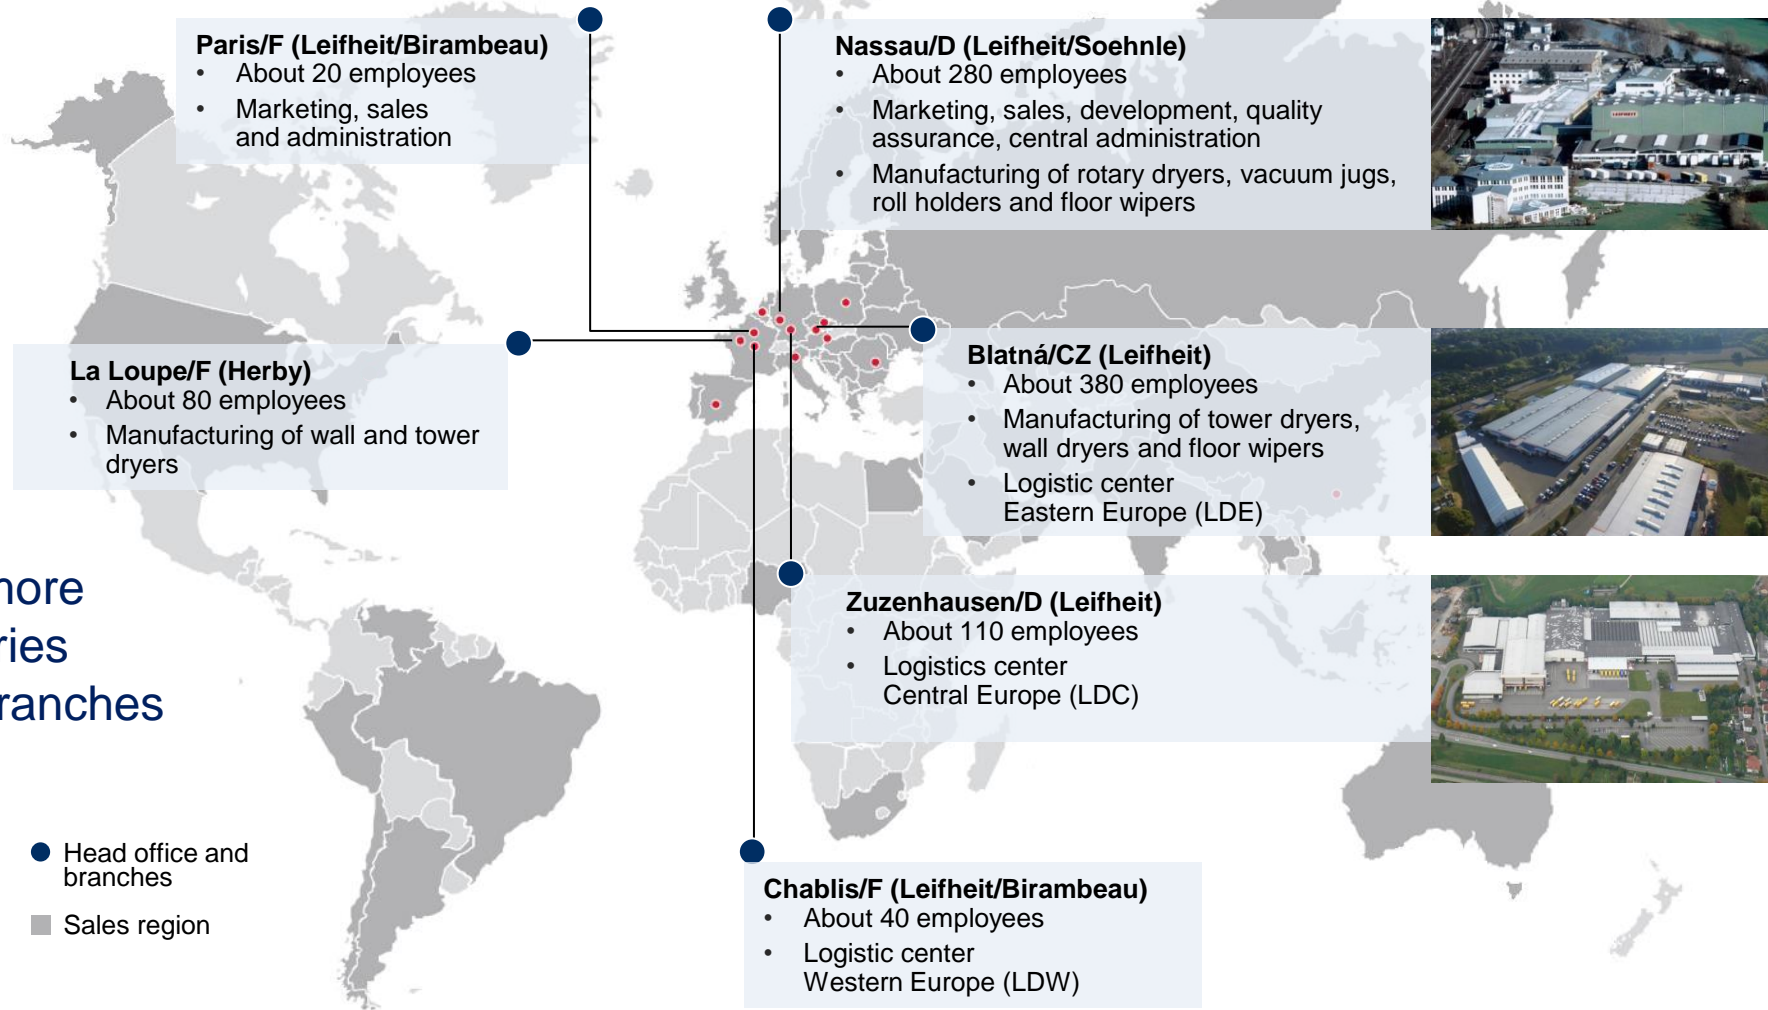 Paris/F (Leifheit/Birambeau)
• About 20 employees
• Marketing, sales
and administration
Nassau/D (Leifheit/Soehnle)
• About 280 employees
• Marketing, sales, development, quality
assurance, central administration
• Manufacturing of rotary dryers, vacuum jugs,
roll holders and floor wipers
LEIFHEIT
La Loupe/F (Herby)
• About 80 employees
• Manufacturing of wall and tower
dryers
Blatná/CZ (Leifheit)
• About 380 employees
• Manufacturing of tower dryers,
wall dryers and floor wipers
• Logistic center
Eastern Europe (LDE)
Zuzenhausen/D (Leifheit)
• About 110 employees
• Logistics center
Central Europe (LDC)
nore
ries
ranches
Head office and
branches
Sales region
Chablis/F (Leifheit/Birambeau)
• About 40 employees
• Logistic center
Western Europe (LDW)